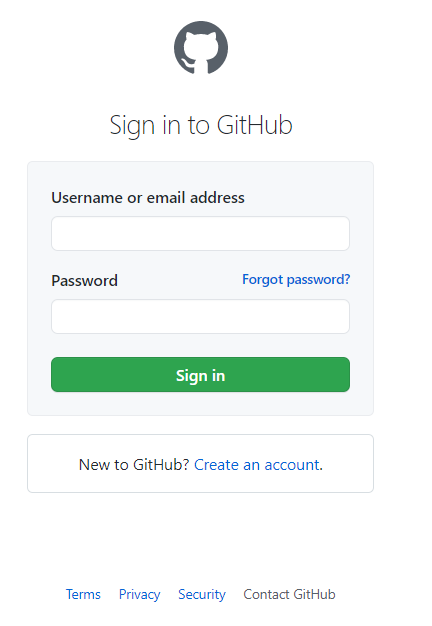 Sign in to GitHub
Username or email address
Password Forgot password?
Sign in
New to GitHub? Create an account.
Terms Privacy Security Contact GitHub